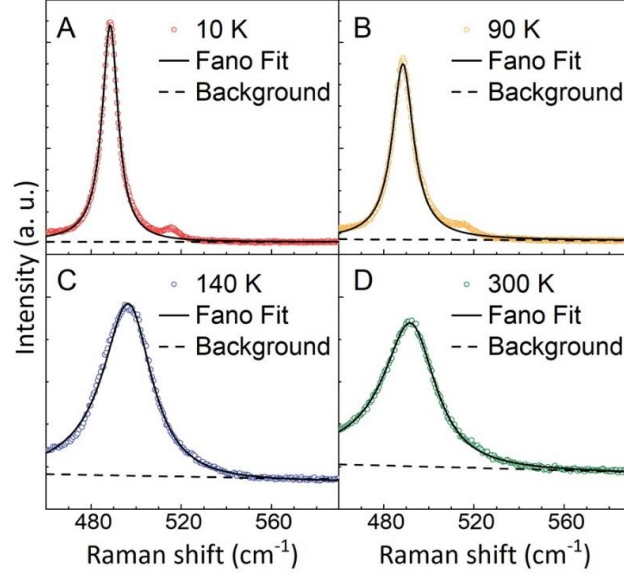 A
10 K
Fano Fit
Background
B
90 K
Fano Fit
Background
C
140 K
Fano Fit
Background
D
300 K
Fano Fit
Background
Intensity (a. u.)
480 520 560
480 520 560
Raman shift (cm⁻¹)
Raman shift (cm⁻¹)